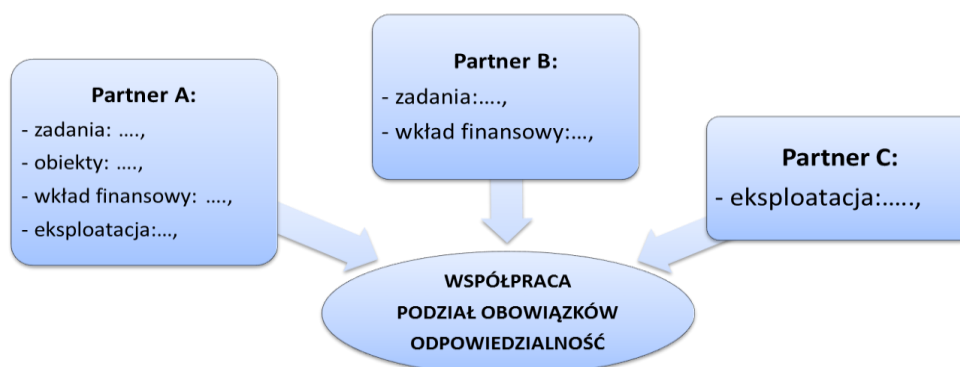 Partner A:
- zadania: ....,
- obiekty: ....,
- wkład finansowy: ....,
- eksploatacja:...,
Partner B:
- zadania:....,
- wkład finansowy:...,
Partner C:
- eksploatacja:.....,
WSPÓŁPRACA
PODZIAŁ OBOWIĄZKÓW
ODPOWIEDZIALNOŚĆ